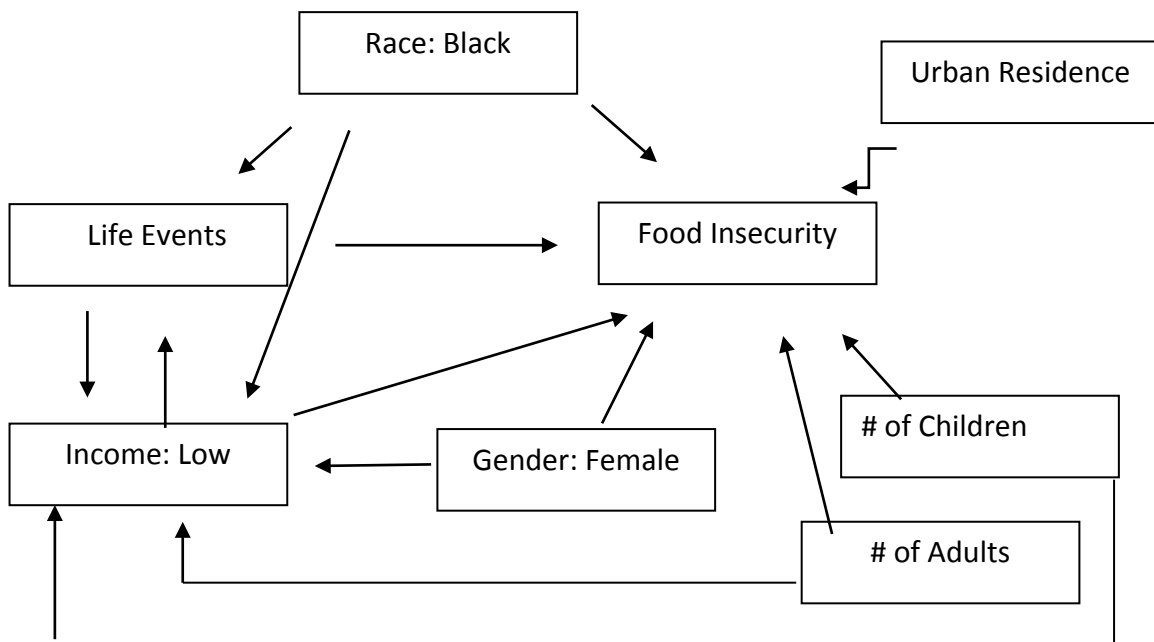 Race: Black
Urban Residence
Life Events
Food Insecurity
# of Children
Income: Low
Gender: Female
# of Adults